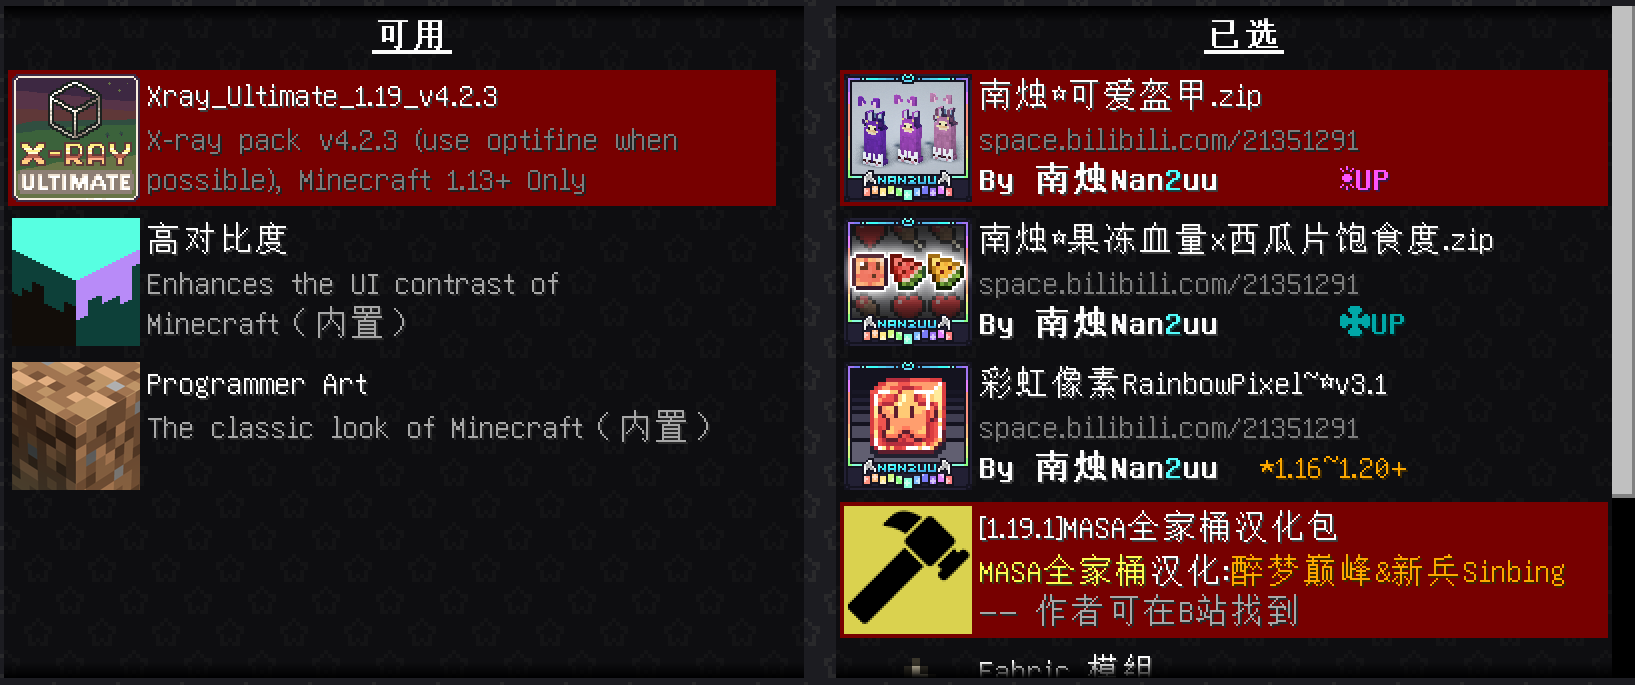 可用
Xray_Ultimate_1.19_v4.2.3
X-ray pack v4.2.3 (use optifine when
possible), Minecraft 1.13+ Only
X-RAY
ULTIMATE
高对比度
Enhances the UI contrast of
Minecraft（内置）
Programmer Art
The classic look of Minecraft（内置）
已选
南烛☆可爱盔甲.zip
space.bilibili.com/21351291
By 南烛Nan2uu ☀UP
NAN2UU
南烛☆果冻血量x西瓜片饱食度.zip
space.bilibili.com/21351291
By 南烛Nan2uu ✤UP
NAN2UU
彩虹像素RainbowPixel~☆v3.1
space.bilibili.com/21351291
By 南烛Nan2uu *1.16~1.20+
NAN2UU
[1.19.1]MASA全家桶汉化包
MASA全家桶汉化:醉梦巅峰&新兵Sinbing
—— 作者可在B站找到
Fabric 模组